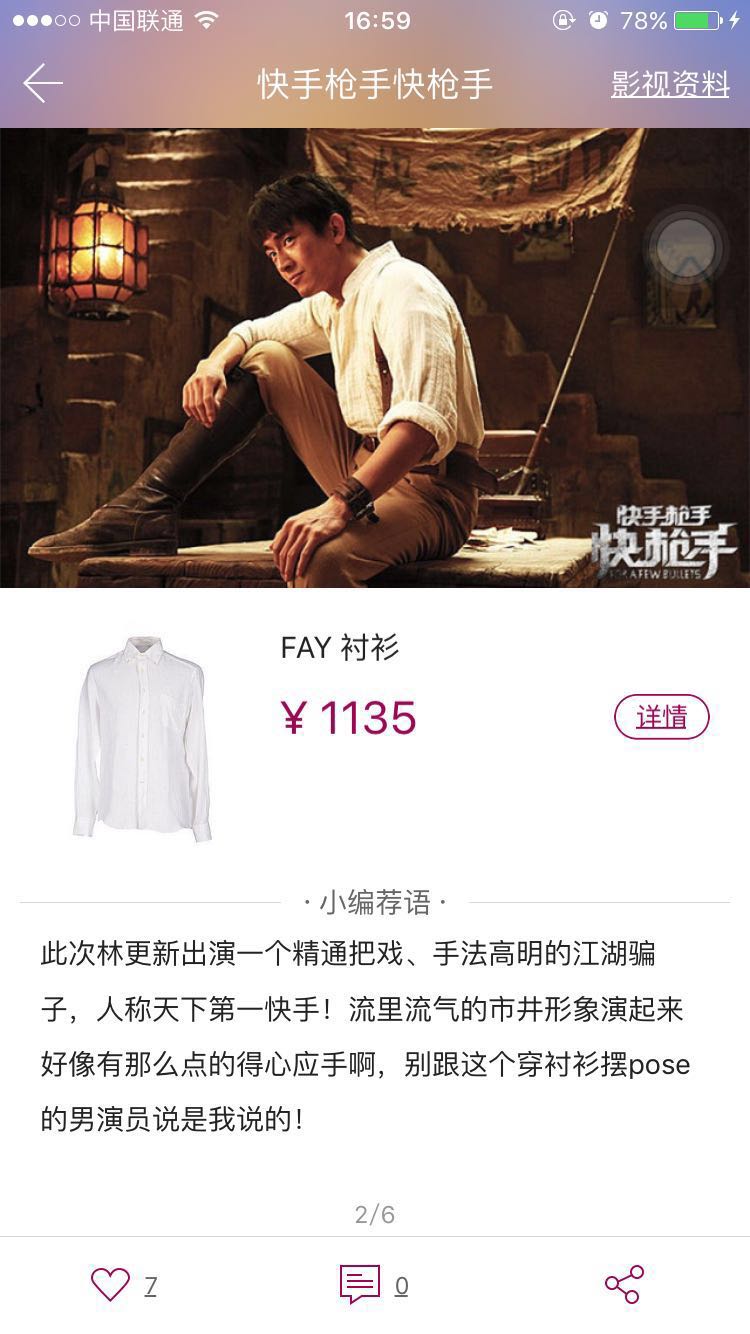 中国联通
16:59
78%
快手枪手快枪手
影视资料
快手枪手
快枪手
FOR A FEW BULLETS
FAY 衬衫
¥ 1135
详情
·小编荐语·
此次林更新出演一个精通把戏、手法高明的江湖骗
子，人称天下第一快手！流里流气的市井形象演起来
好像有那么点的得心应手啊，别跟这个穿衬衫摆pose
的男演员说是我说的！
2/6
7
0